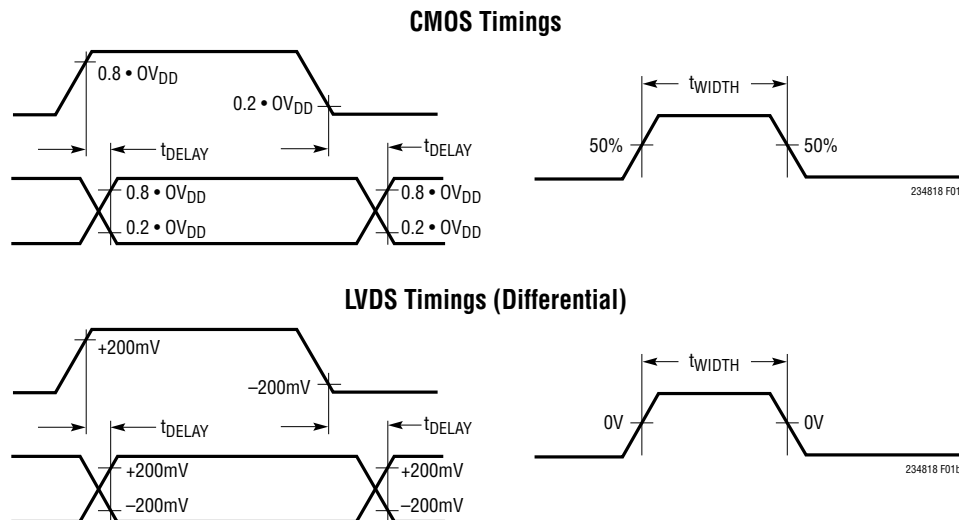 CMOS Timings
0.8 • OVDD
0.2 • OVDD
tDELAY
tDELAY
0.8 • OVDD
0.8 • OVDD
0.2 • OVDD
0.2 • OVDD
tWIDTH
50%
50%
234818 F01
LVDS Timings (Differential)
+200mV
–200mV
tDELAY
tDELAY
+200mV
+200mV
–200mV
–200mV
tWIDTH
0V
0V
234818 F01b